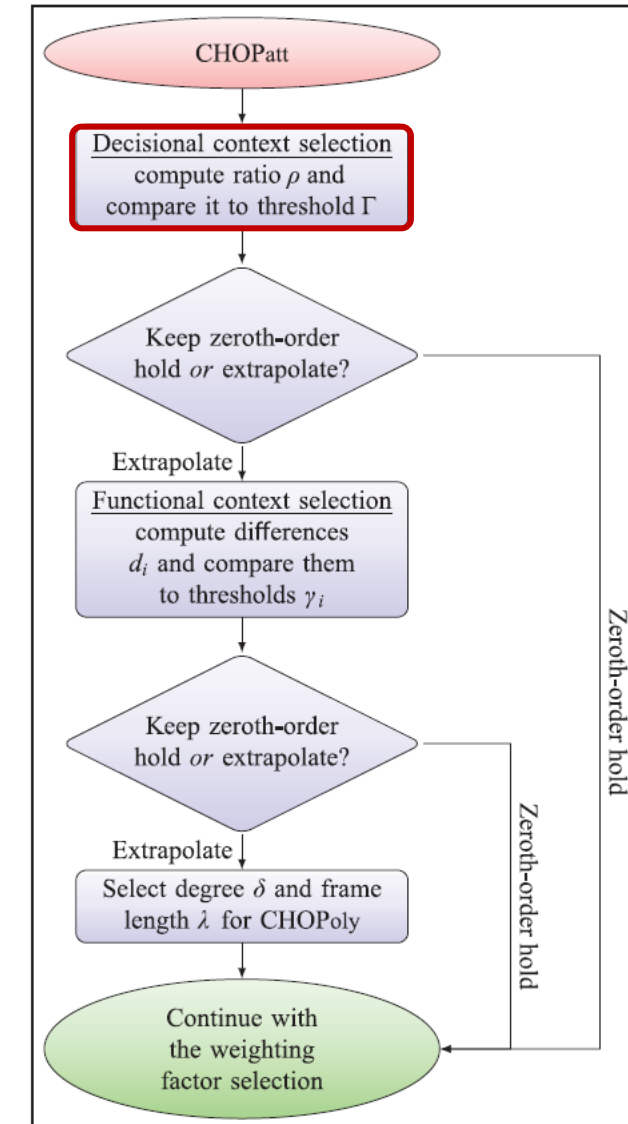 CHOPatt
Decisional context selection
compute ratio ρ and
compare it to threshold Γ
Keep zeroth-order
hold or extrapolate?
Extrapolate
Functional context selection
compute differences
d_i and compare them
to thresholds γ_i
Keep zeroth-order
hold or extrapolate?
Extrapolate
Select degree δ and frame
length λ for CHOPoly
Continue with
the weighting
factor selection
Zeroth-order hold
Zeroth-order hold